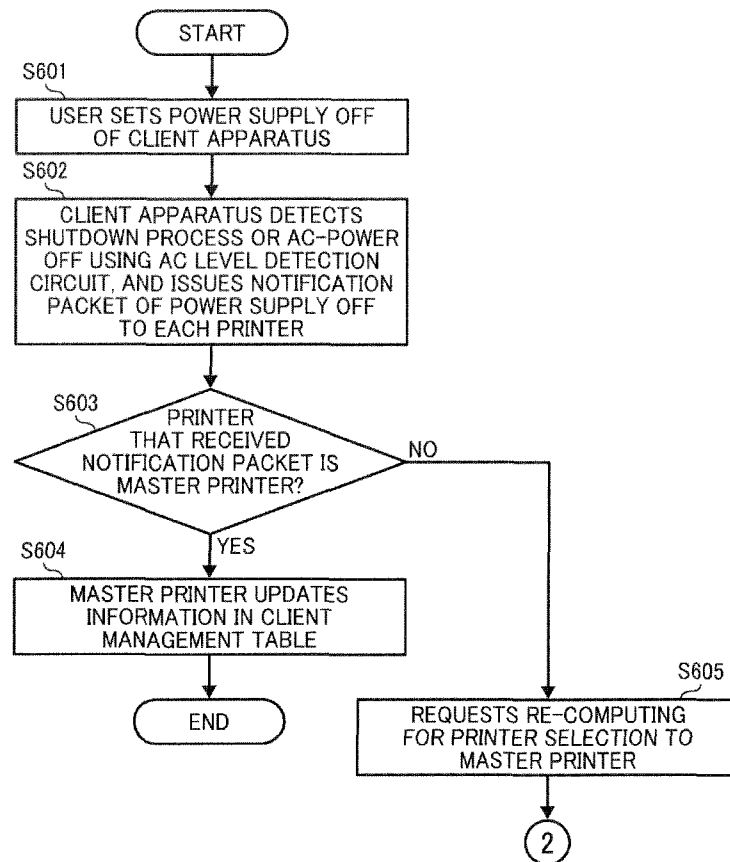 START
S601
USER SETS POWER SUPPLY OFF
OF CLIENT APPARATUS
S602
CLIENT APPARATUS DETECTS
SHUTDOWN PROCESS OR AC-POWER
OFF USING AC LEVEL DETECTION
CIRCUIT, AND ISSUES NOTIFICATION
PACKET OF POWER SUPPLY OFF
TO EACH PRINTER
S603
PRINTER
THAT RECEIVED
NOTIFICATION PACKET IS
MASTER PRINTER?
NO
YES
S604
MASTER PRINTER UPDATES
INFORMATION IN CLIENT
MANAGEMENT TABLE
END
S605
REQUESTS RE-COMPUTING
FOR PRINTER SELECTION TO
MASTER PRINTER
2